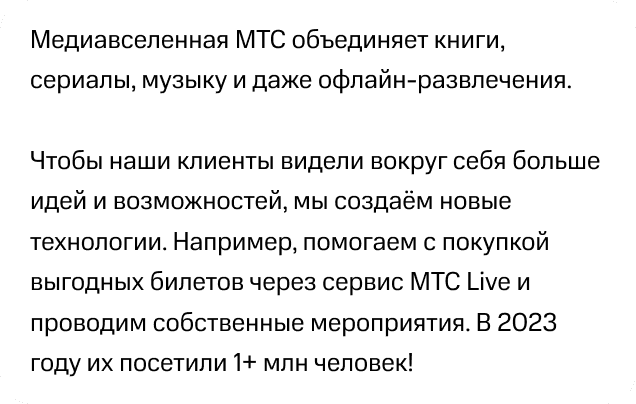 Медиавселенная МТС объединяет книги,
сериалы, музыку и даже офлайн-развлечения.
Чтобы наши клиенты видели вокруг себя больше
идей и возможностей, мы создаём новые
технологии. Например, помогаем с покупкой
выгодных билетов через сервис МТС Live и
проводим собственные мероприятия. В 2023
году их посетили 1+ млн человек!